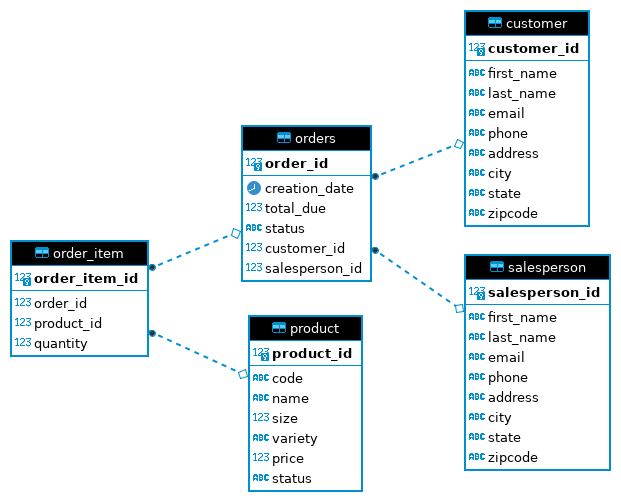 customer
123 customer_id
ABC first_name
ABC last_name
ABC email
ABC phone
ABC address
ABC city
ABC state
ABC zipcode
orders
123 order_id
creation_date
123 total_due
ABC status
123 customer_id
123 salesperson_id
order_item
123 order_item_id
123 order_id
123 product_id
123 quantity
salesperson
123 salesperson_id
ABC first_name
ABC last_name
ABC email
ABC phone
ABC address
ABC city
ABC state
ABC zipcode
product
123 product_id
ABC code
ABC name
123 size
ABC variety
123 price
ABC status